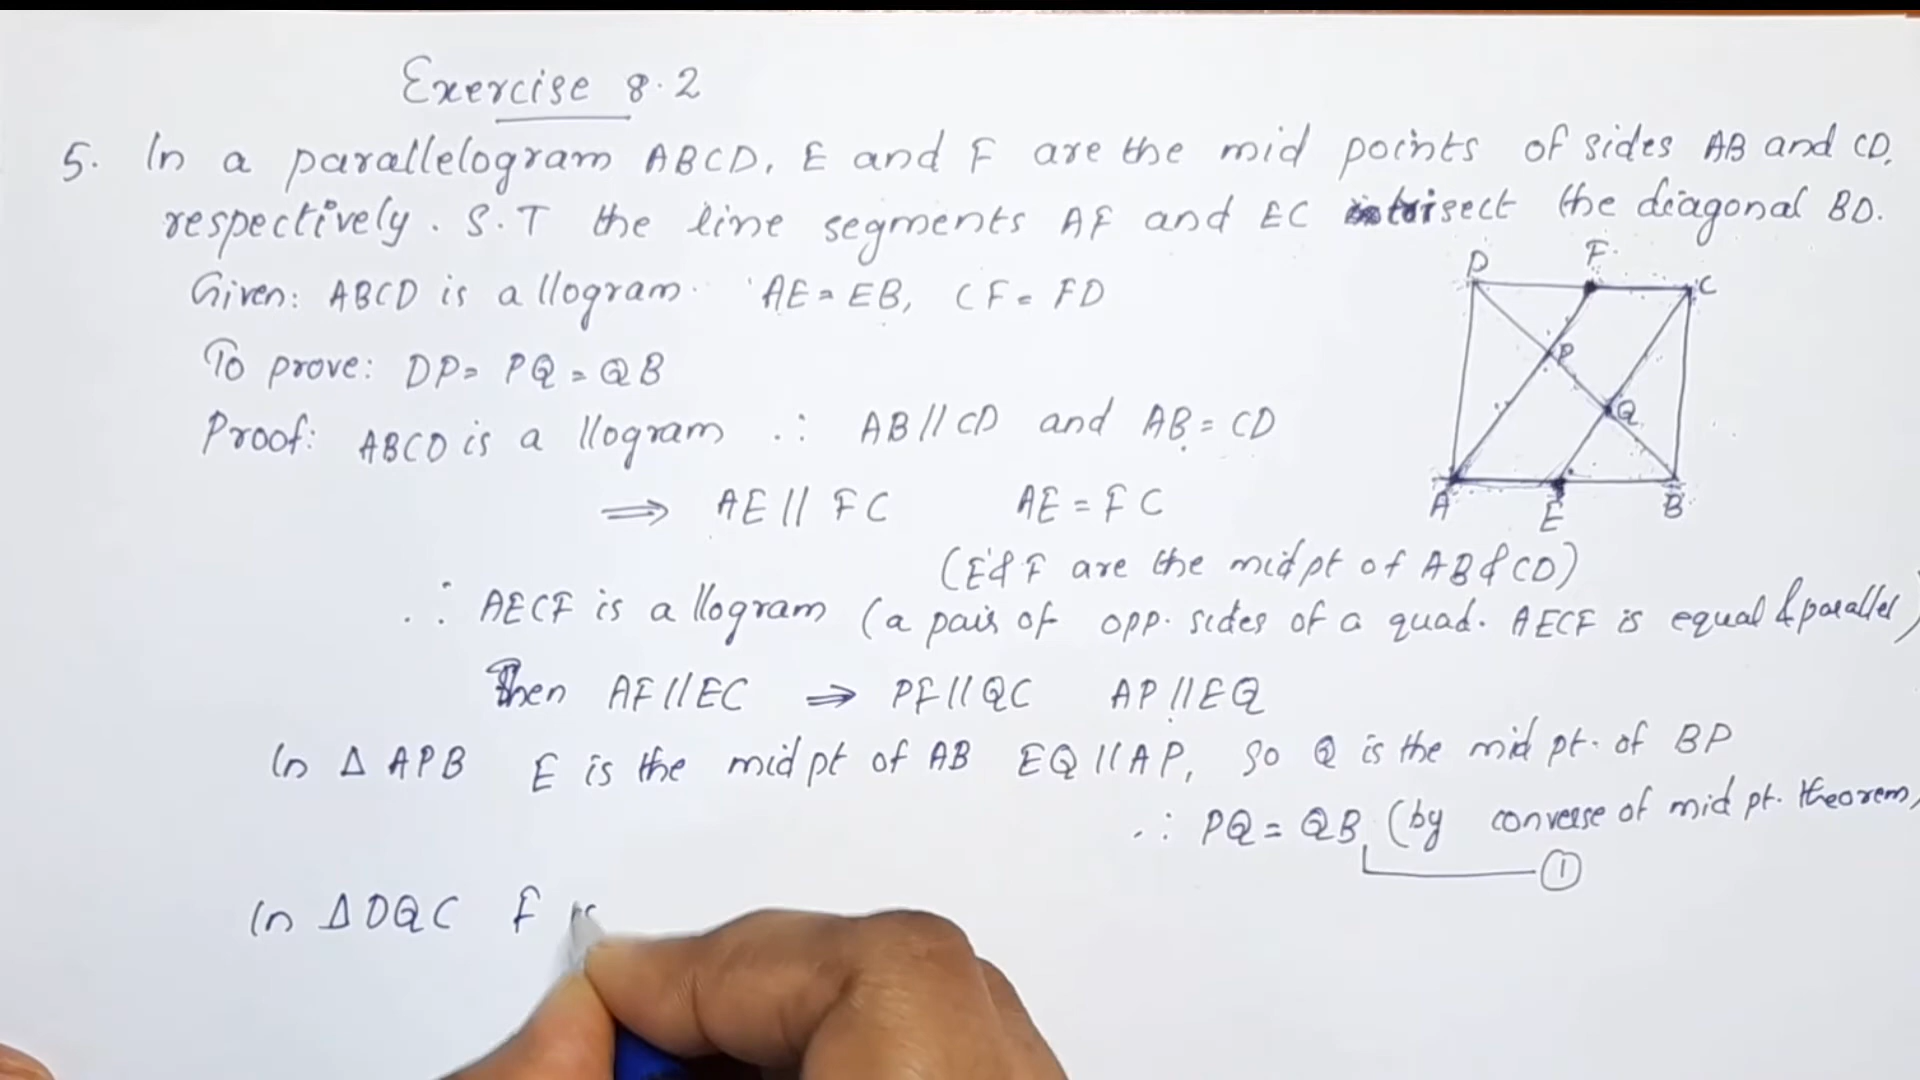 Exercise 8.2
5. In a parallelogram ABCD, E and F are the mid points of sides AB and CD,
respectively. S.T the line segments AF and EC trisect the diagonal BD.
Given: ABCD is a llogram. AE = EB, CF = FD
To prove: DP = PQ = QB
Proof: ABCD is a llogram ∴ AB // CD and AB = CD
⟹ AE // FC AE = FC
(E & F are the mid pt of AB & CD)
∴ AECF is a llogram (a pair of opp. sides of a quad. AECF is equal & parallel)
Then AF // EC ⟹ PF // QC AP // EQ
In Δ APB E is the mid pt of AB EQ // AP, so Q is the mid pt. of BP
∴ PQ = QB (by converse of mid pt. theorem)
①
In Δ DQC F is
D F C
P
Q
A E B